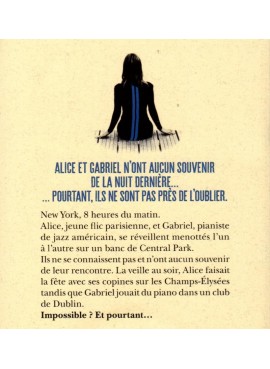 ALICE ET GABRIEL N'ONT AUCUN SOUVENIR
DE LA NUIT DERNIÈRE...
... POURTANT, ILS NE SONT PAS PRÈS DE L'OUBLIER.
New York, 8 heures du matin.
Alice, jeune flic parisienne, et Gabriel, pianiste
de jazz américain, se réveillent menottés l'un
à l'autre sur un banc de Central Park.
Ils ne se connaissent pas et n'ont aucun souvenir
de leur rencontre. La veille au soir, Alice faisait
la fête avec ses copines sur les Champs-Élysées
tandis que Gabriel jouait du piano dans un club
de Dublin.
Impossible ? Et pourtant...